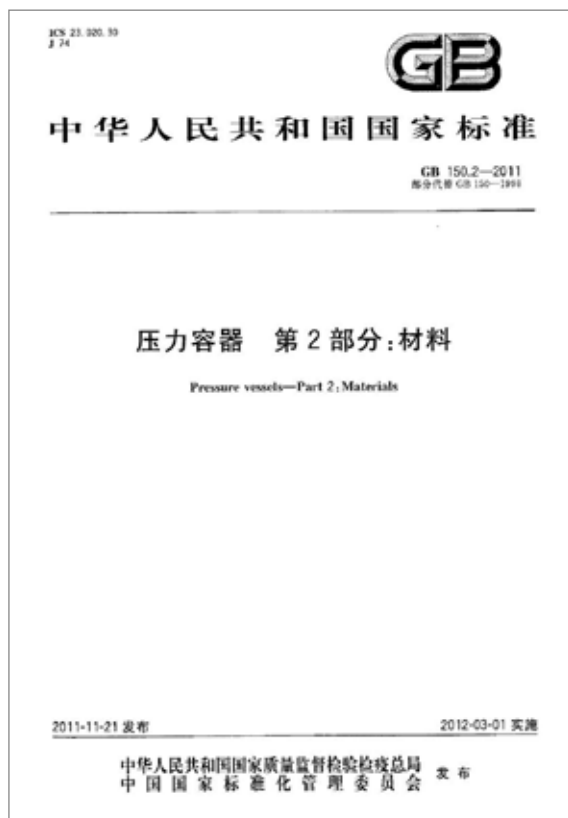 ICS 23.020.30
J 74
GB
中华人民共和国国家标准
GB 150.2—2011
部分代替 GB 150—1998
压力容器 第2部分:材料
Pressure vessels—Part 2:Materials
2011-11-21 发布
2012-03-01 实施
中华人民共和国国家质量监督检验检疫总局
中国国家标准化管理委员会
发布